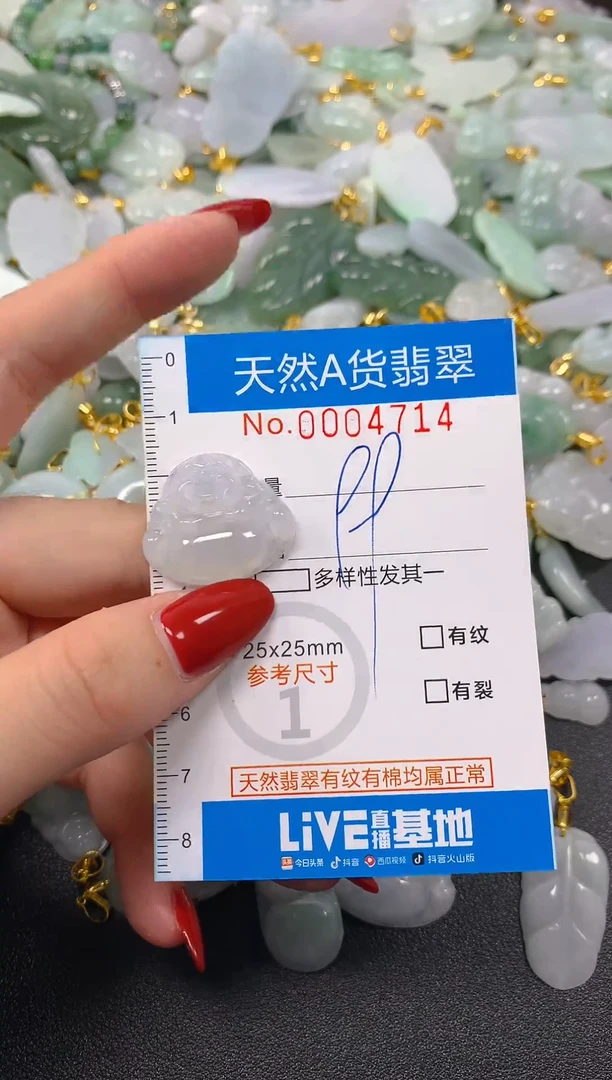 天然A货翡翠
No.0004714
0
1
量
多样性发其一
25x25mm
参考尺寸
1
有纹
有裂
6
7
8
天然翡翠有纹有棉均属正常
LiVE直播基地
今日头条 抖音 西瓜视频 抖音火山版